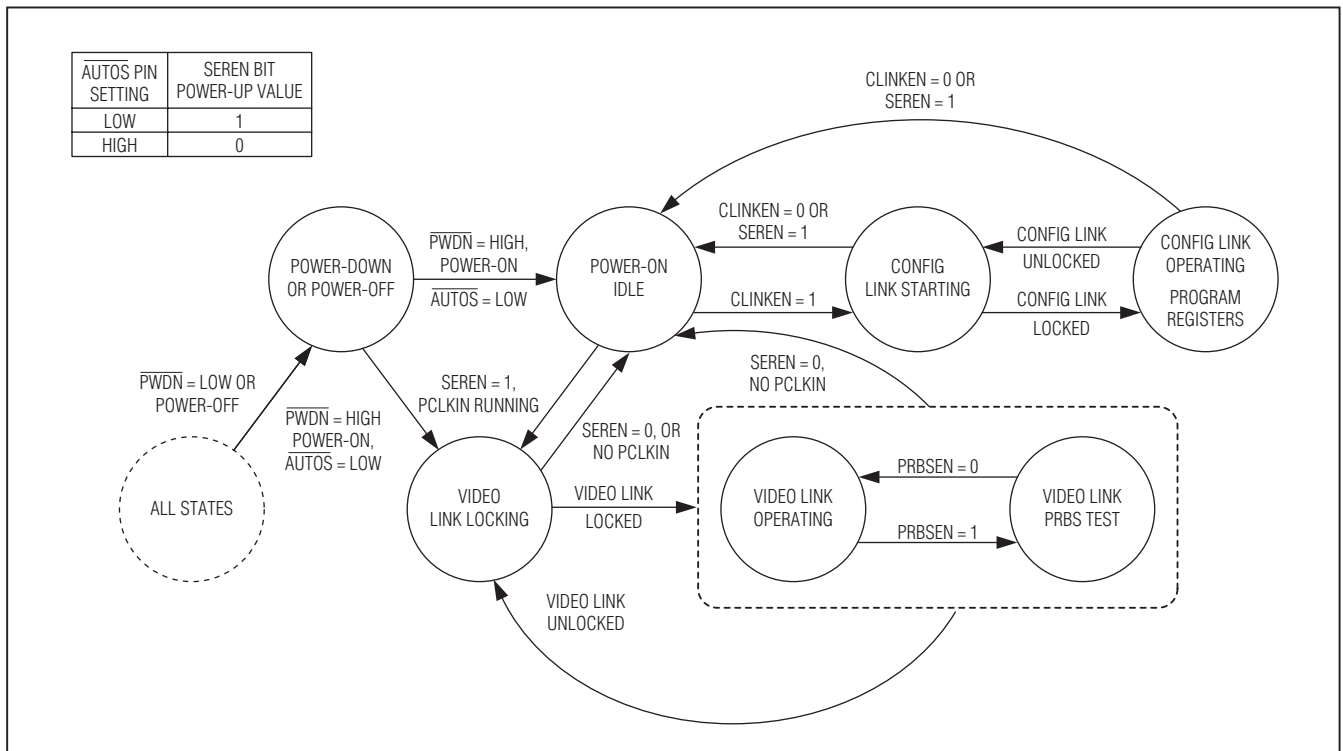 AUTOS PIN SETTING SEREN BIT POWER-UP VALUE
LOW 1
HIGH 0
CLINKEN = 0 OR
SEREN = 1
CLINKEN = 0 OR
SEREN = 1
PWDN = HIGH,
POWER-ON
AUTOS = LOW
POWER-DOWN
OR POWER-OFF
POWER-ON
IDLE
CLINKEN = 1
CONFIG
LINK STARTING
CONFIG LINK
UNLOCKED
CONFIG LINK
LOCKED
CONFIG LINK
OPERATING
PROGRAM
REGISTERS
PWDN = LOW OR
POWER-OFF
PWDN = HIGH
POWER-ON,
AUTOS = LOW
SEREN = 1,
PCLKIN RUNNING
SEREN = 0, OR
NO PCLKIN
SEREN = 0,
NO PCLKIN
ALL STATES
VIDEO
LINK LOCKING
VIDEO LINK
LOCKED
VIDEO LINK
OPERATING
PRBSEN = 0
PRBSEN = 1
VIDEO LINK
PRBS TEST
VIDEO LINK
UNLOCKED